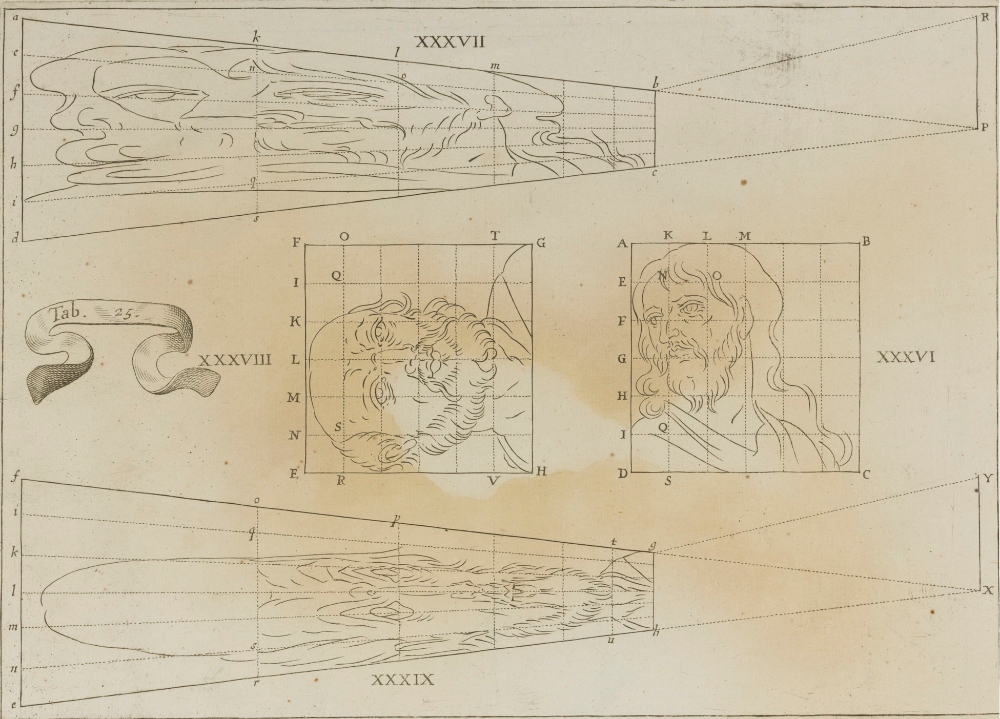 a
k
XXXVII
R
l
e
m
n
o
b
f
g
P
h
q
c
i
s
d
F O T G
A K L M B
Q
I
E N O
Tab. 25.
K
F
XXXVIII
L
G
XXXVI
M
H
S
N
Q
I
E R V H
D S C
f
Y
i
o
p
q
k
t g
l
X
m
s
u h
n
r
XXXIX
e